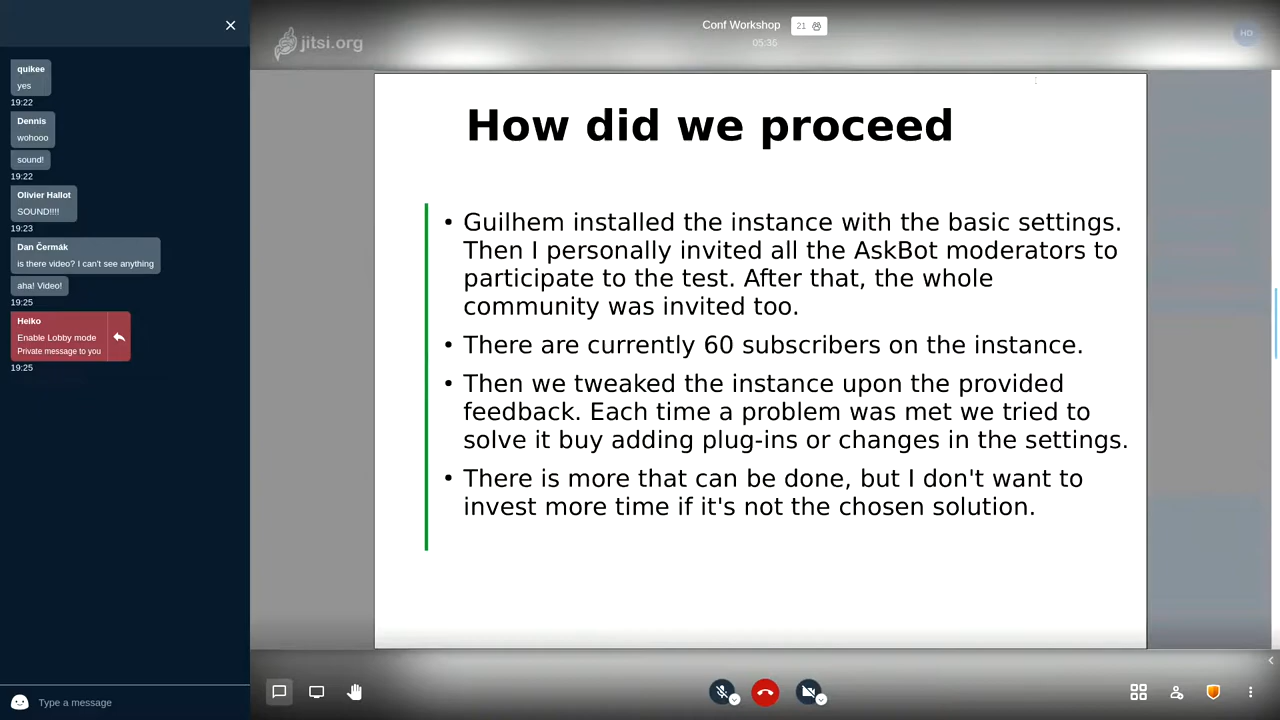 quikee
yes
19:22
Dennis
wohooo
sound!
19:22
Olivier Hallot
SOUND!!!!
19:23
Dan Čermák
is there video? I can't see anything
aha! Video!
19:25
Heiko
Enable Lobby mode
Private message to you
19:25
Type a message
jitsi.org
Conf Workshop
21
05:35
HD
How did we proceed
• Guilhem installed the instance with the basic settings.
Then I personally invited all the AskBot moderators to
participate to the test. After that, the whole
community was invited too.
• There are currently 60 subscribers on the instance.
• Then we tweaked the instance upon the provided
feedback. Each time a problem was met we tried to
solve it buy adding plug-ins or changes in the settings.
• There is more that can be done, but I don't want to
invest more time if it's not the chosen solution.